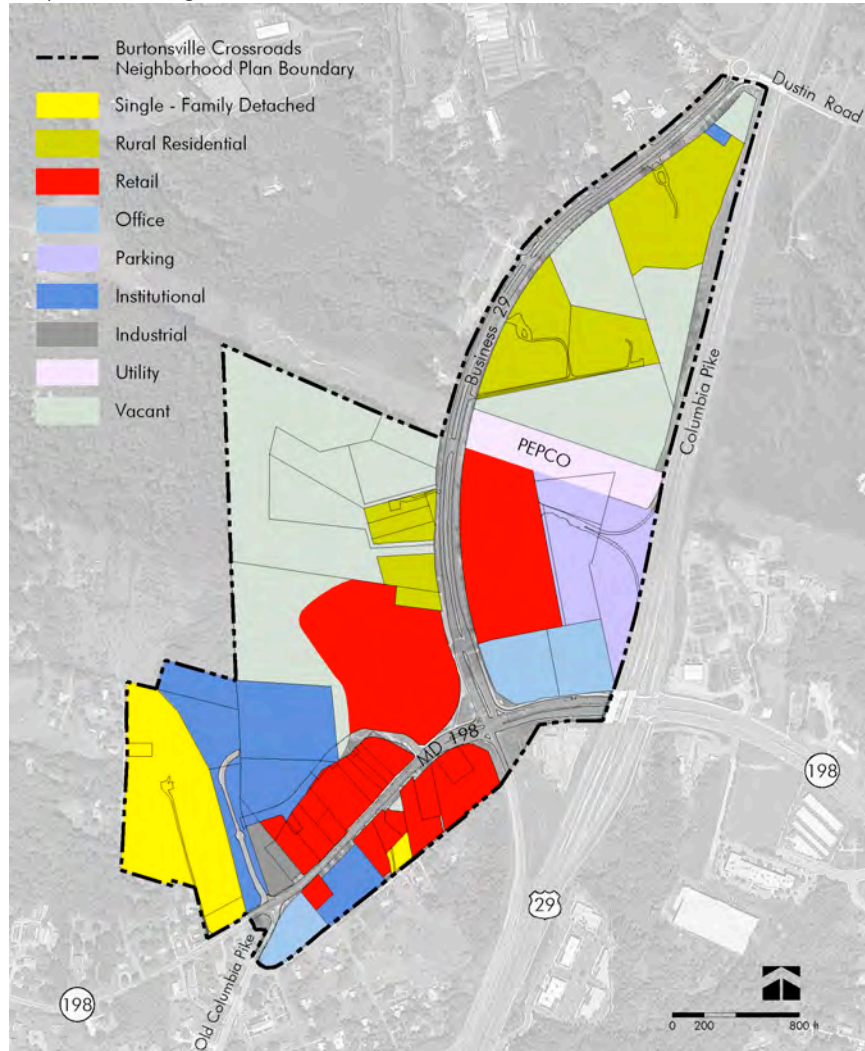 Burtonsville Crossroads
Neighborhood Plan Boundary
Single - Family Detached
Rural Residential
Retail
Office
Parking
Institutional
Industrial
Utility
Vacant
Dustin Road
Business 29
Columbia Pike
PEPCO
MD 198
198
29
Old Columbia Pike
198
0 200 800 ft